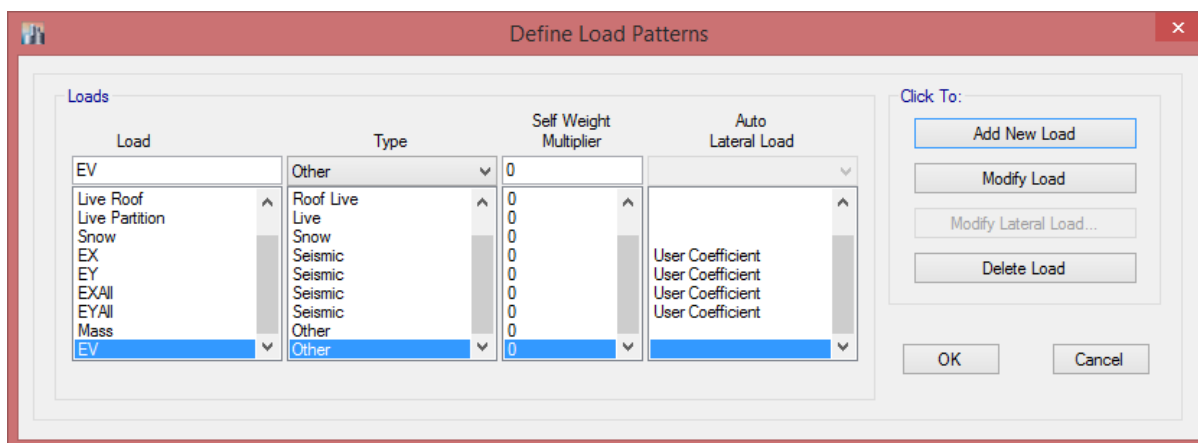 Define Load Patterns
Loads
Click To:
Load Type Self Weight Multiplier Auto Lateral Load
EV Other 0
Live Roof Roof Live 0
Live Partition Live 0
Snow Snow 0
EX Seismic 0 User Coefficient
EY Seismic 0 User Coefficient
EXAll Seismic 0 User Coefficient
EYAll Seismic 0 User Coefficient
Mass Other 0
EV Other 0
Add New Load
Modify Load
Modify Lateral Load...
Delete Load
OK Cancel